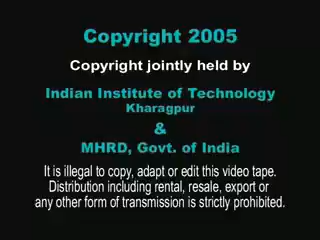 Copyright 2005
Copyright jointly held by
Indian Institute of Technology
Kharagpur
&
MHRD, Govt. of India
It is illegal to copy, adapt or edit this video tape.
Distribution including rental, resale, export or
any other form of transmission is strictly prohibited.